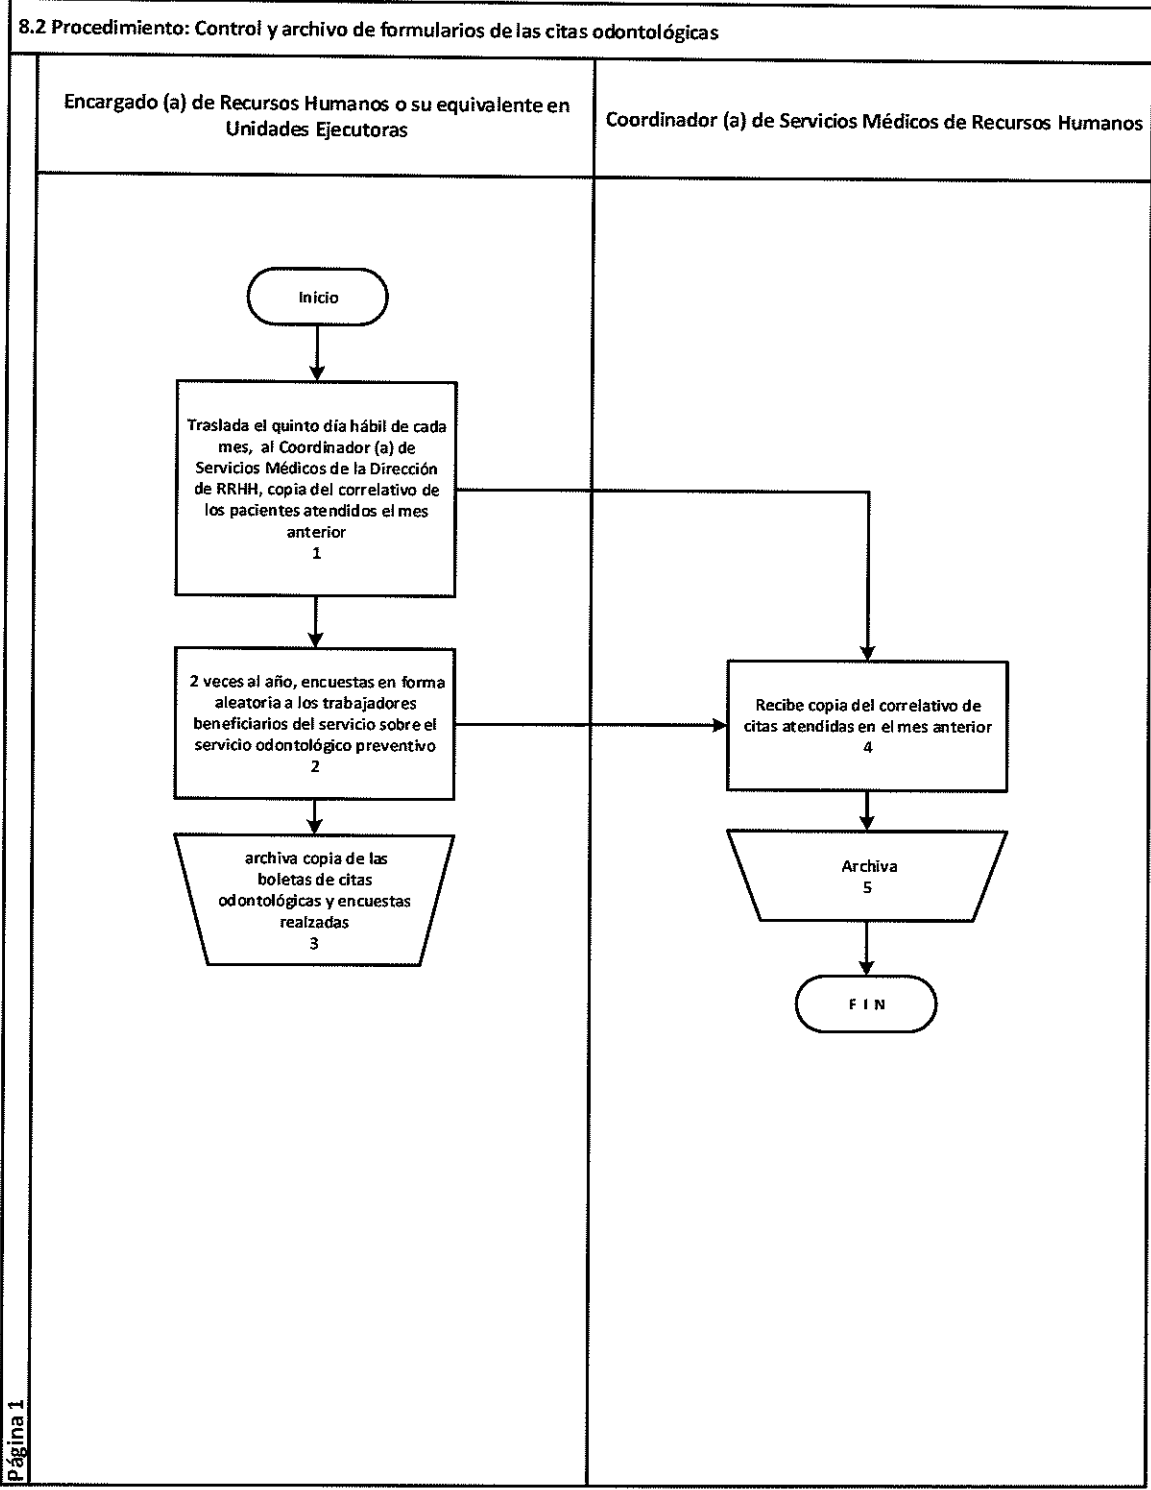 8.2 Procedimiento: Control y archivo de formularios de las citas odontológicas
Encargado (a) de Recursos Humanos o su equivalente en
Unidades Ejecutoras
Coordinador (a) de Servicios Médicos de Recursos Humanos
Inicio
Traslada el quinto día hábil de cada
mes, al Coordinador (a) de
Servicios Médicos de la Dirección
de RRHH, copia del correlativo de
los pacientes atendidos el mes
anterior
1
2 veces al año, encuestas en forma
aleatoria a los trabajadores
beneficiarios del servicio sobre el
servicio odontológico preventivo
2
archiva copia de las
boletas de citas
odontológicas y encuestas
realzadas
3
Recibe copia del correlativo de
citas atendidas en el mes anterior
4
Archiva
5
F I N
Página 1